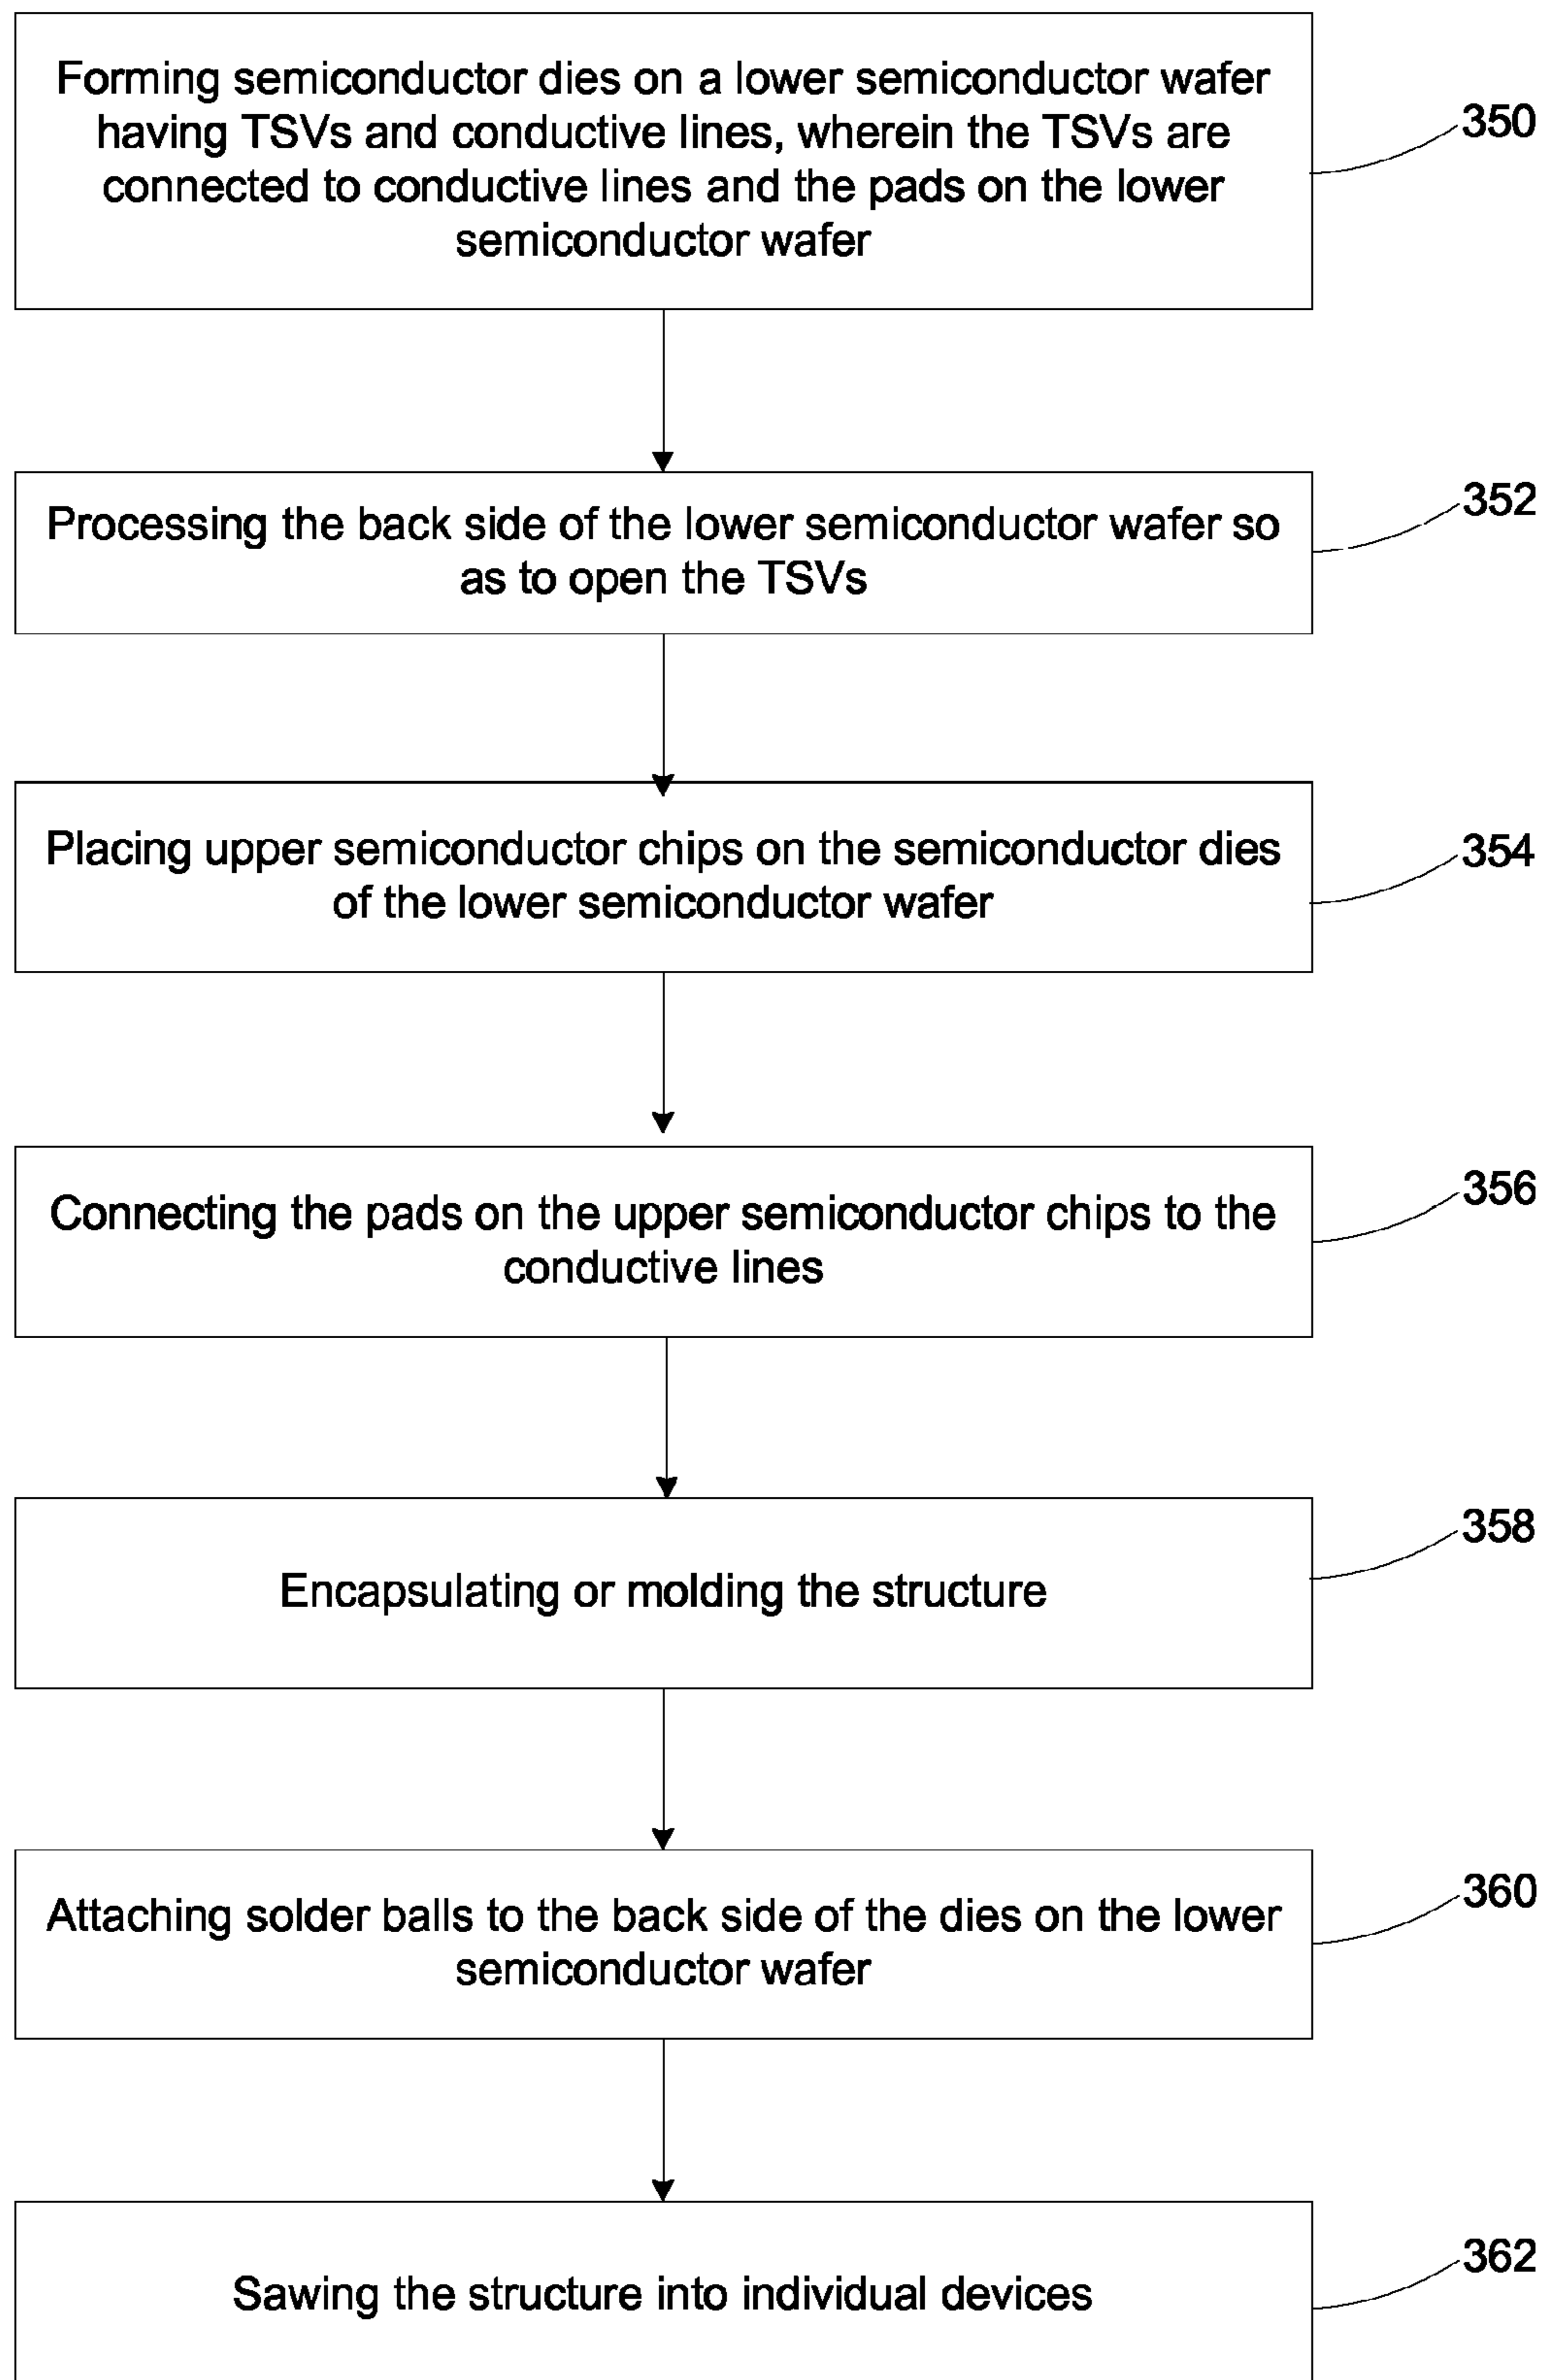 Forming semiconductor dies on a lower semiconductor wafer
having TSVs and conductive lines, wherein the TSVs are
connected to conductive lines and the pads on the lower
semiconductor wafer
350
Processing the back side of the lower semiconductor wafer so
as to open the TSVs
352
Placing upper semiconductor chips on the semiconductor dies
of the lower semiconductor wafer
354
Connecting the pads on the upper semiconductor chips to the
conductive lines
356
Encapsulating or molding the structure
358
Attaching solder balls to the back side of the dies on the lower
semiconductor wafer
360
Sawing the structure into individual devices
362